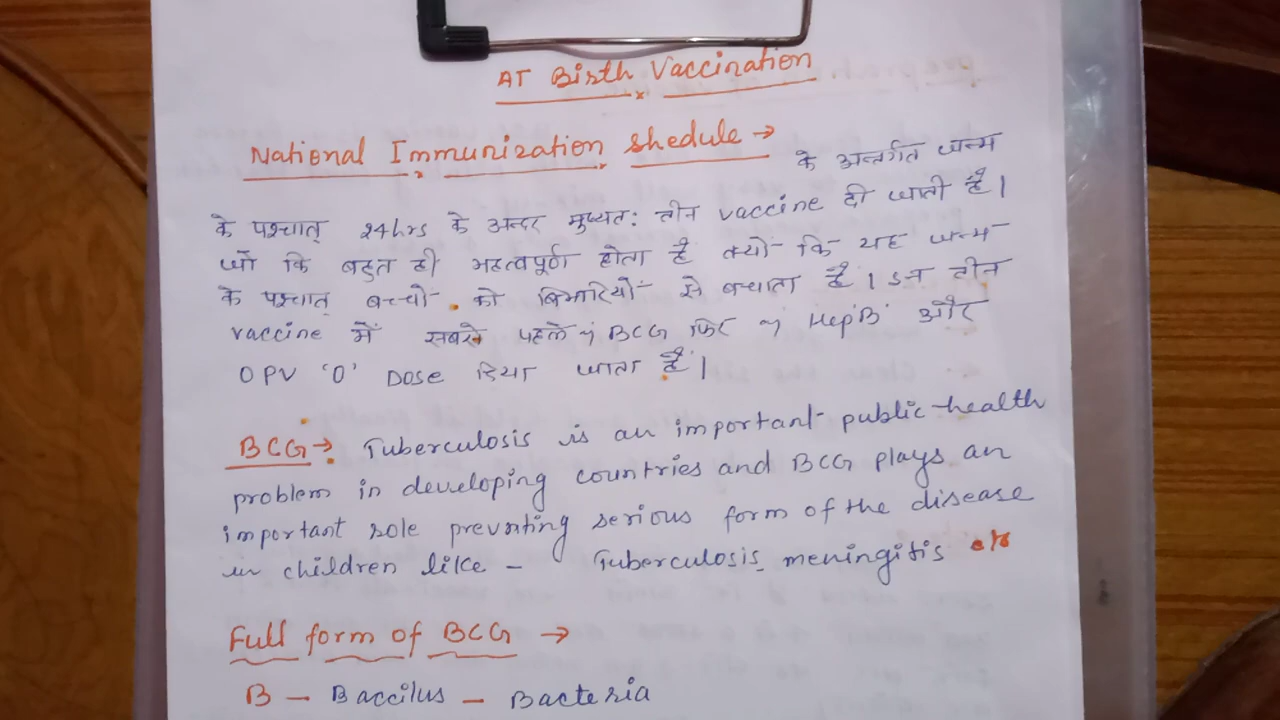 AT Birth Vaccination
National Immunization Shedule → के अन्तर्गत जन्म
के पश्चात् 24hrs के अन्दर मुख्यत: तीन vaccine दी जाती है।
जो कि बहुत ही महत्वपूर्ण होता है क्यो कि यह जन्म
के पश्चात् बच्चो को बिमारियो से बचाता है। इन तीन
vaccine में सबसे पहले BCG फिर Hep'B' और
OPV 'O' Dose दिया जाता है।
BCG → Tuberculosis is an important public health
problem in developing countries and BCG plays an
important role preventing serious form of the disease
in children like - Tuberculosis meningitis
Full form of BCG →
B - Baccilus - Bacteria